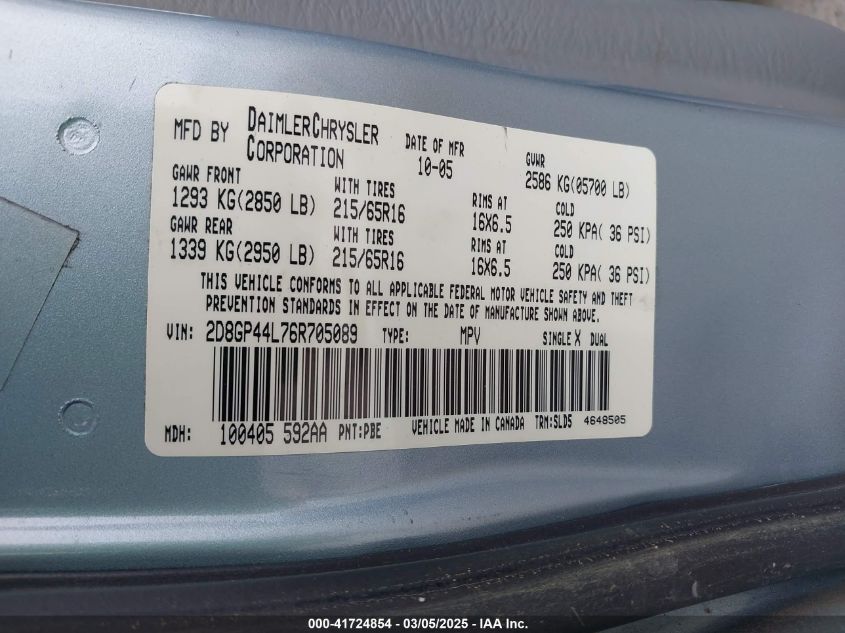 MFD BY DAIMLERCHRYSLER CORPORATION
DATE OF MFR 10-05
GVWR 2586 KG(05700 LB)
GAWR FRONT WITH TIRES RIMS AT COLD
1293 KG(2850 LB) 215/65R16 16X6.5 250 KPA( 36 PSI)
GAWR REAR WITH TIRES RIMS AT COLD
1339 KG(2950 LB) 215/65R16 16X6.5 250 KPA( 36 PSI)
THIS VEHICLE CONFORMS TO ALL APPLICABLE FEDERAL MOTOR VEHICLE SAFETY AND THEFT
PREVENTION STANDARDS IN EFFECT ON THE DATE OF MANUFACTURE SHOWN ABOVE.
VIN: 2D8GP44L76R705089 TYPE: MPV SINGLE X DUAL
MDH: 100405 592AA PNT:PBE VEHICLE MADE IN CANADA TRM:SLD5 4648505
000-41724854 - 03/05/2025 - IAA Inc.